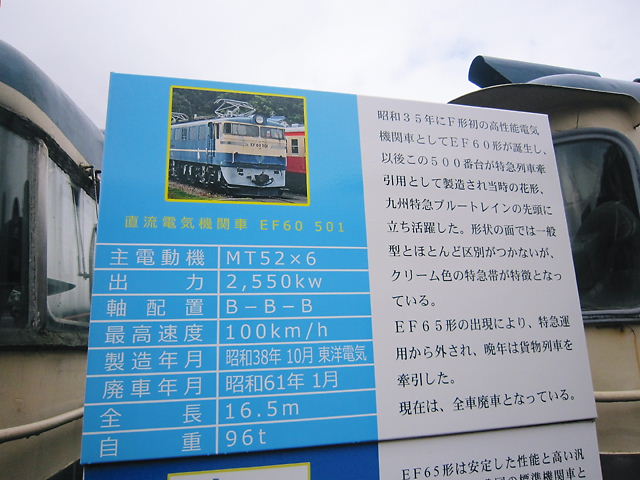 直流電気機関車 EF60 501
主電動機 MT52×6
出力 2,550kw
軸配置 B−B−B
最高速度 100km/h
製造年月 昭和38年 10月 東洋電気
廃車年月 昭和61年 1月
全長 16.5m
自重 96t
昭和35年にF形初の高性能電気
機関車としてEF60形が誕生し、
以後この500番台が特急列車牽
引用として製造され当時の花形、
九州特急ブルートレインの先頭に
立ち活躍した。形状の面では一般
型とほとんど区別がつかないが、
クリーム色の特急帯が特徴となっ
ている。
EF65形の出現により、特急運
用から外され、晩年は貨物列車を
牽引した。
現在は、全車廃車となっている。
EF65形は安定した性能と高い汎